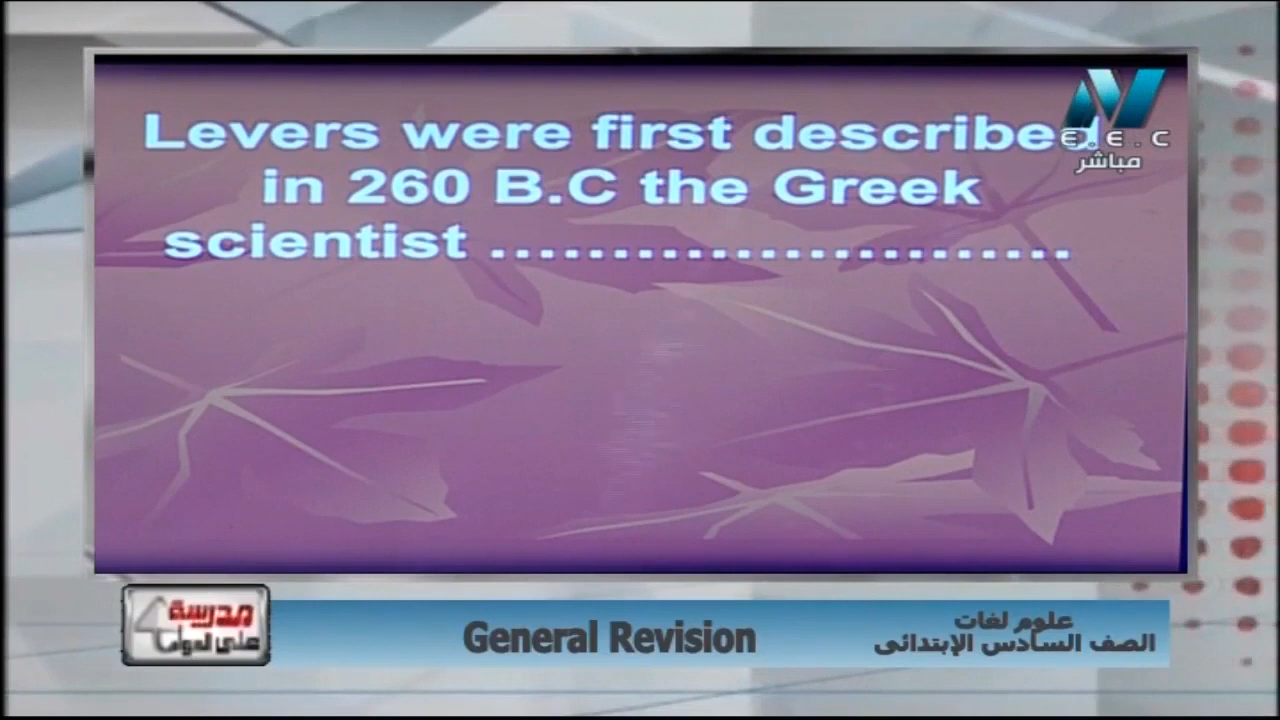 Levers were first described
in 260 B.C the Greek
scientist ........................
E.E.C
مباشر
مدرسة
على الهواء
General Revision
علوم لغات
الصف السادس الإبتدائى